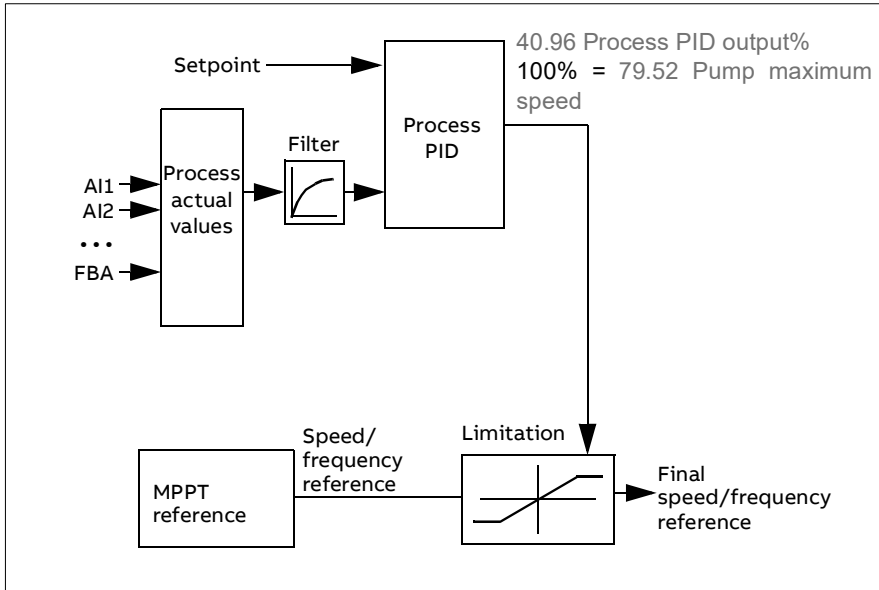 40.96 Process PID output%
100% = 79.52 Pump maximum
speed
Setpoint
Process
PID
Filter
Process
actual
values
AI1
AI2
...
FBA
Speed/
frequency
reference
Limitation
MPPT
reference
Final
speed/frequency
reference